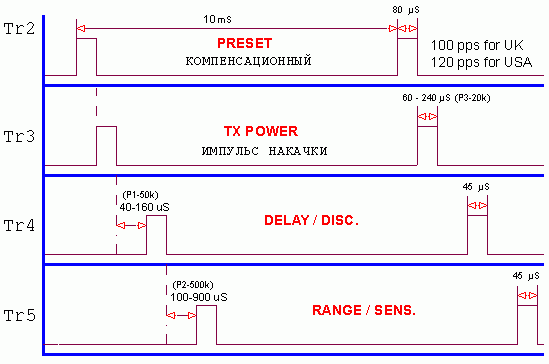 Tr2
10 mS
80 µS
PRESET
КОМПЕНСАЦИОННЫЙ
100 pps for UK
120 pps for USA
Tr3
60 - 240 µS (P3-20k)
TX POWER
ИМПУЛЬС НАКАЧКИ
Tr4
(P1-50k)
40-160 uS
45 µS
DELAY / DISC.
Tr5
(P2-500k)
100-900 uS
45 µS
RANGE / SENS.